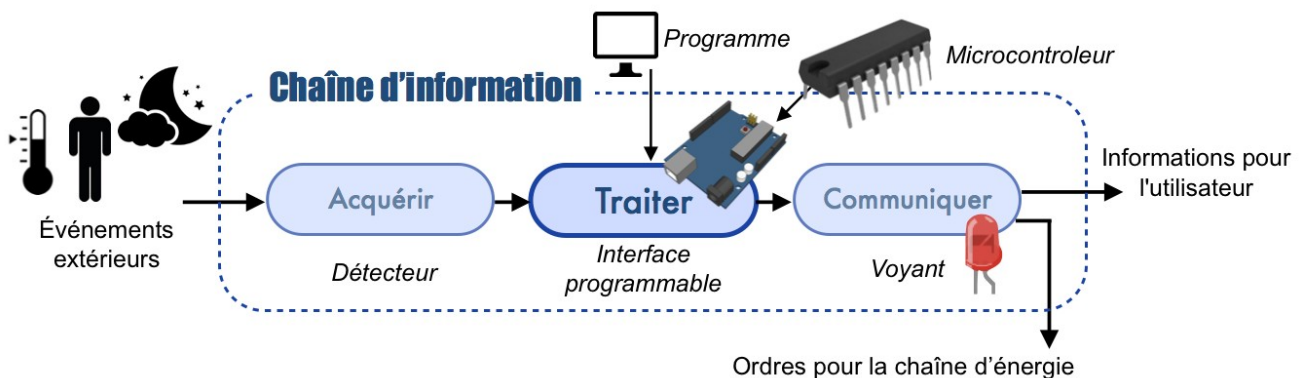 Programme
Microcontroleur
Chaîne d'information
Acquérir
Traiter
Communiquer
Informations pour
l'utilisateur
Événements
extérieurs
Détecteur
Interface
programmable
Voyant
Ordres pour la chaîne d'énergie